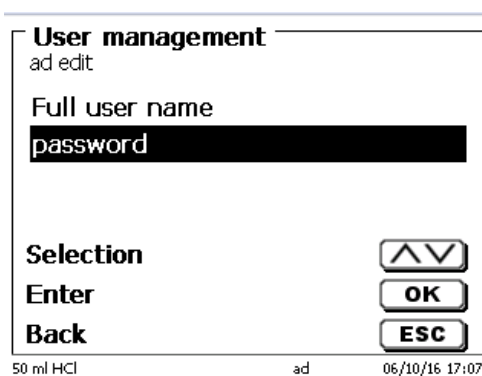 User management
ad edit
Full user name
password
Selection
Enter OK
Back ESC
50 ml HCl ad 06/10/16 17:07